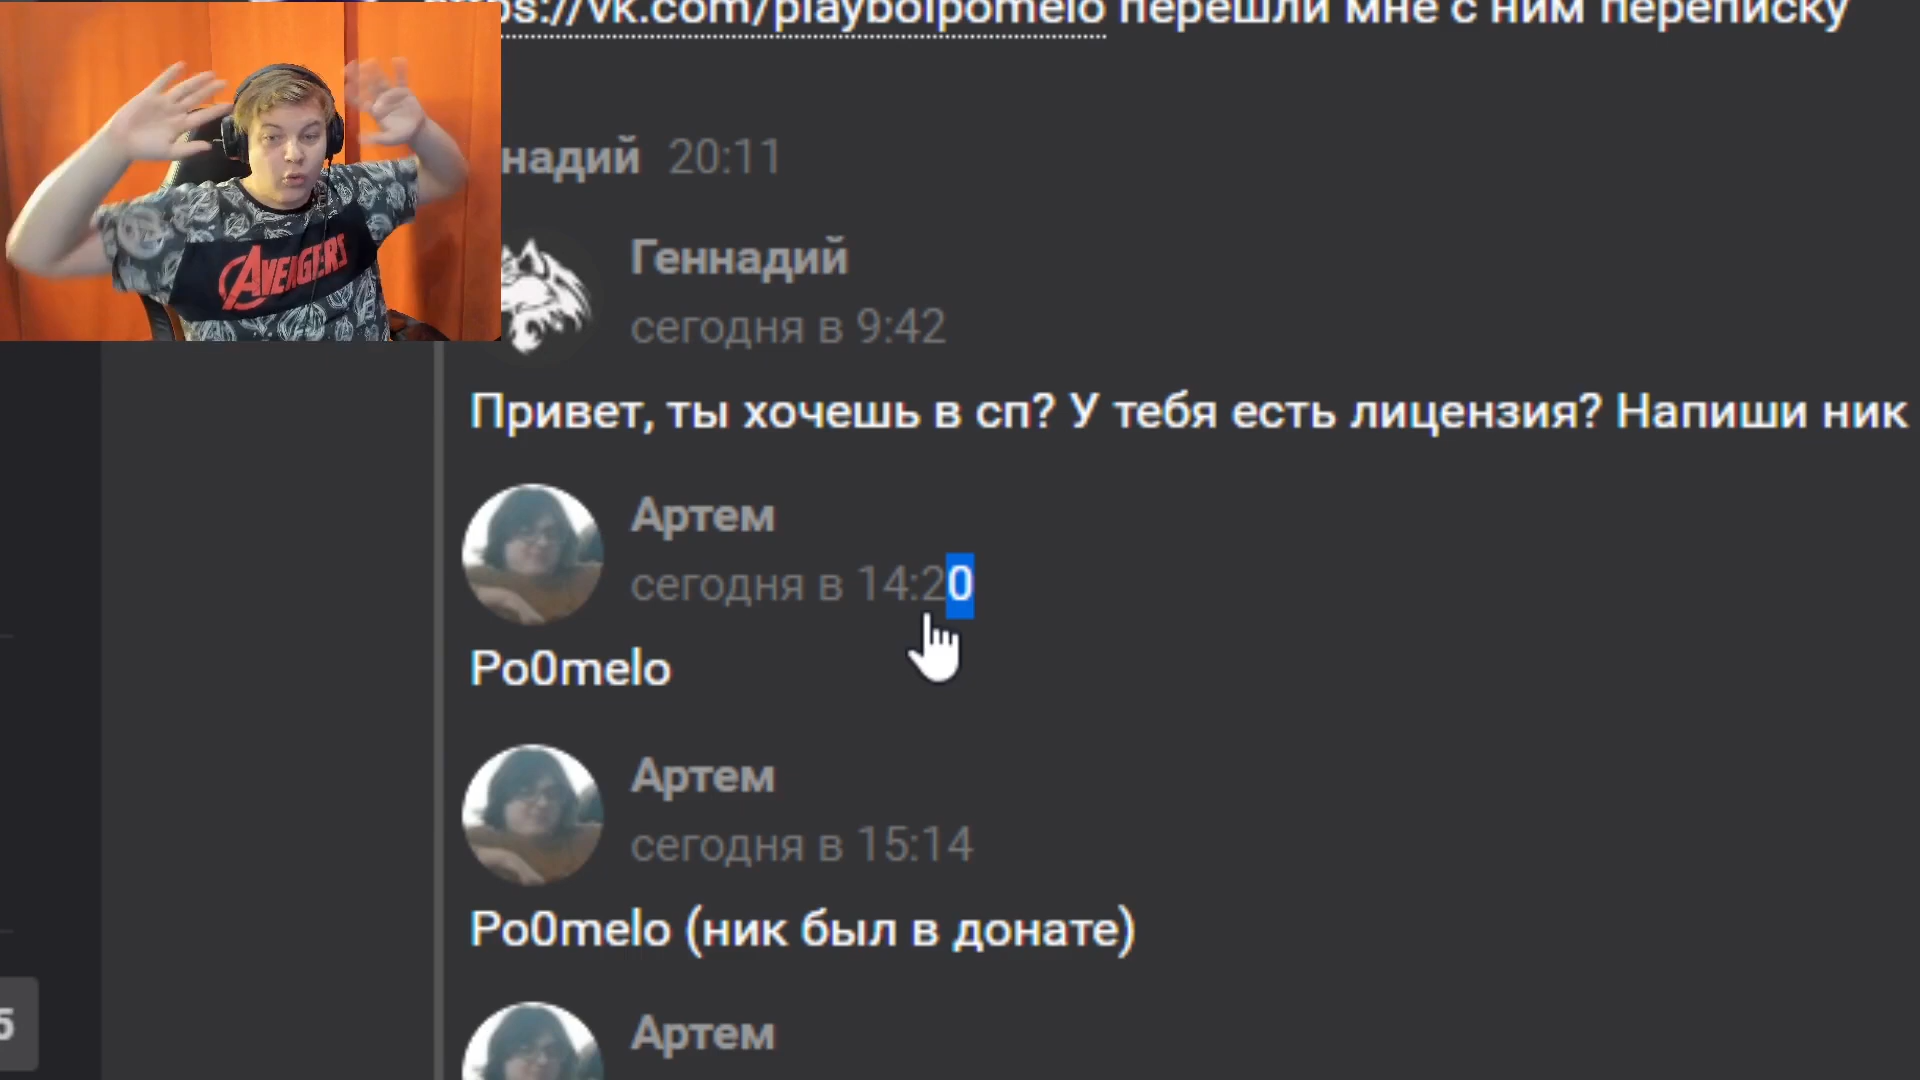 https://vk.com/playboipomelo перешли мне с ним переписку
надий 20:11
Геннадий
сегодня в 9:42
Привет, ты хочешь в сп? У тебя есть лицензия? Напиши ник
Артем
сегодня в 14:20
Po0melo
Артем
сегодня в 15:14
Po0melo (ник был в донате)
Артем
5
AVENGERS